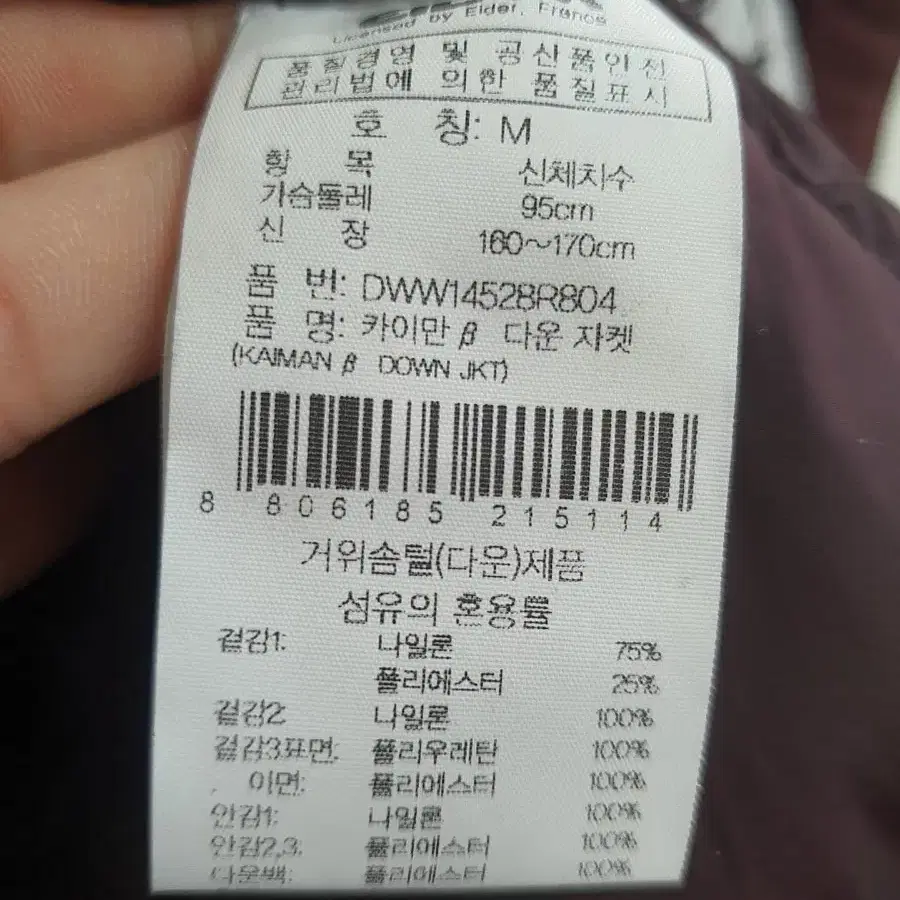 Licensed by Eider, France
품질경영 및 공산품안전
관리법에 의한 품질표시
호 칭: M
항 목 신체치수
가슴둘레 95cm
신 장 160~170cm
품 번: DWW14528R804
품 명: 카이만 β 다운 자켓
(KAIMAN β DOWN JKT)
8 806185 215114
거위솜털(다운)제품
섬유의 혼용률
겉감1: 나일론 75%
폴리에스터 25%
겉감2: 나일론 100%
겉감3표면: 폴리우레탄 100%
이면: 폴리에스터 100%
안감1: 나일론 100%
안감2,3: 폴리에스터 100%
다운백: 폴리에스터 100%